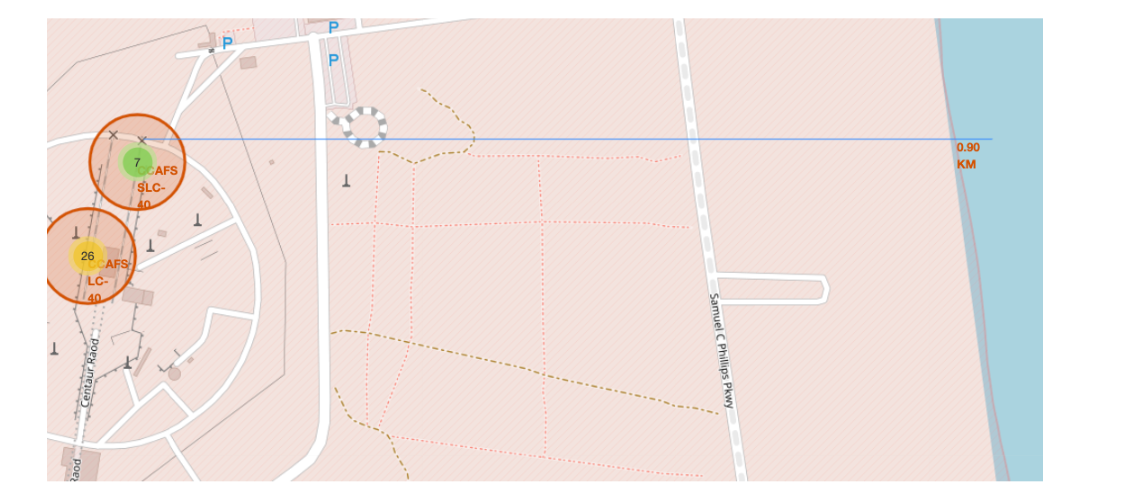 P
P
P
7
CCAFS
SLC-
40
0.90
KM
26
CCAFS
LC-
40
Centaur Raod
Raod
Samuel C Phillips Pkwy